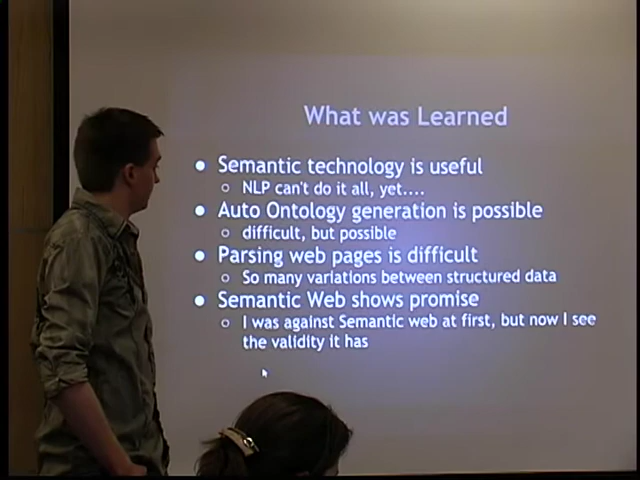 What was Learned
● Semantic technology is useful
○ NLP can't do it all, yet....
● Auto Ontology generation is possible
○ difficult, but possible
● Parsing web pages is difficult
○ So many variations between structured data
● Semantic Web shows promise
○ I was against Semantic web at first, but now I see
the validity it has